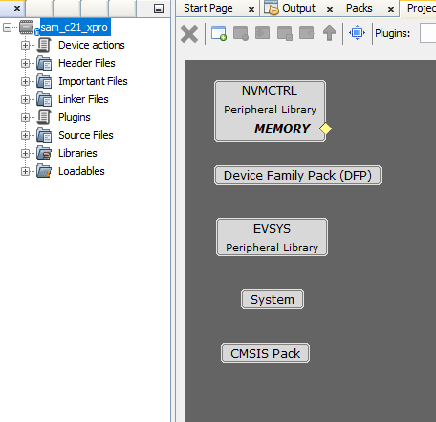 Start Page
Output
Packs
Projec
san_c21_xpro
Device actions
Header Files
Important Files
Linker Files
Plugins
Source Files
Libraries
Loadables
Plugins:
NVMCTRL
Peripheral Library
MEMORY
Device Family Pack (DFP)
EVSYS
Peripheral Library
System
CMSIS Pack